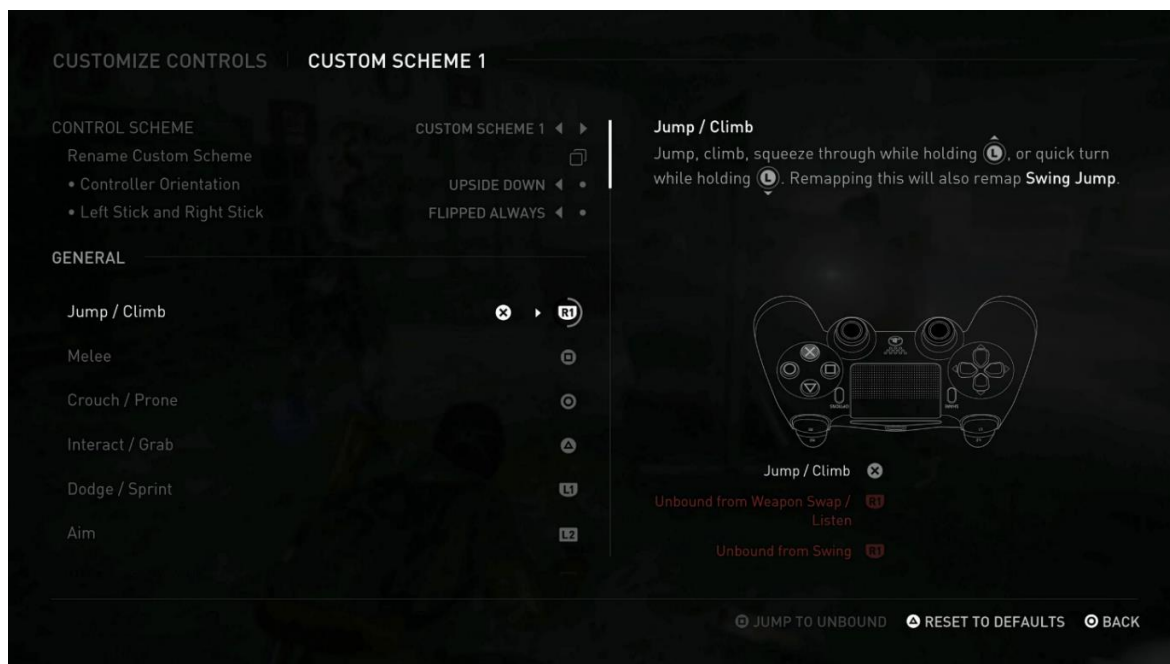 CUSTOMIZE CONTROLS CUSTOM SCHEME 1
CONTROL SCHEME CUSTOM SCHEME 1
Rename Custom Scheme
• Controller Orientation UPSIDE DOWN
• Left Stick and Right Stick FLIPPED ALWAYS
GENERAL
Jump / Climb R1
Melee
Crouch / Prone
Interact / Grab
Dodge / Sprint L1
Aim L2
Jump / Climb
Jump, climb, squeeze through while holding L, or quick turn
while holding L. Remapping this will also remap Swing Jump.
Jump / Climb
Unbound from Weapon Swap / R1
Listen
Unbound from Swing R1
JUMP TO UNBOUND RESET TO DEFAULTS BACK